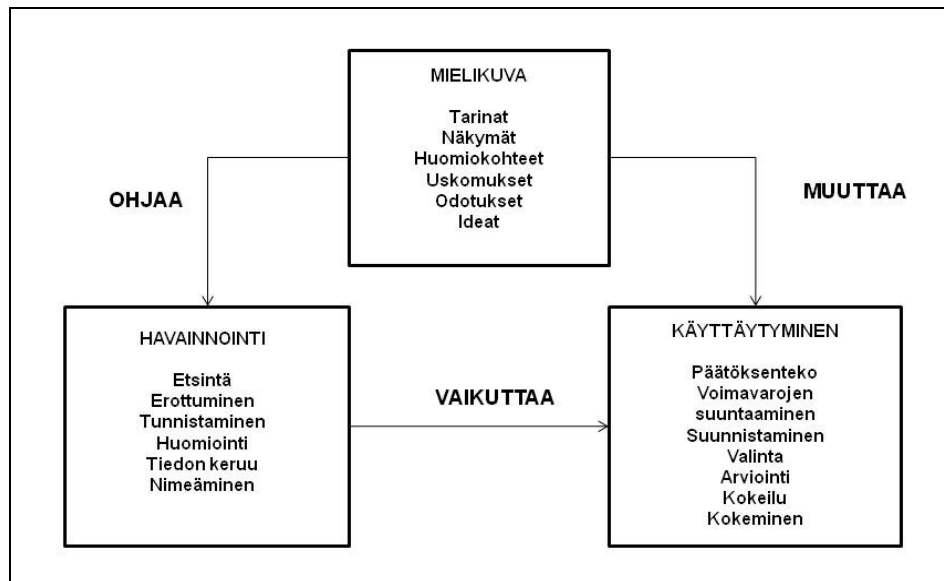 MIELIKUVA
Tarinat
Näkymät
Huomiokohteet
Uskomukset
Odotukset
Ideat
OHJAA
MUUTTAA
HAVAINNOINTI
Etsintä
Erottuminen
Tunnistaminen
Huomiointi
Tiedon keruu
Nimeäminen
VAIKUTTAA
KÄYTTÄYTYMINEN
Päätöksenteko
Voimavarojen
suuntaaminen
Suunnistaminen
Valinta
Arviointi
Kokeilu
Kokeminen